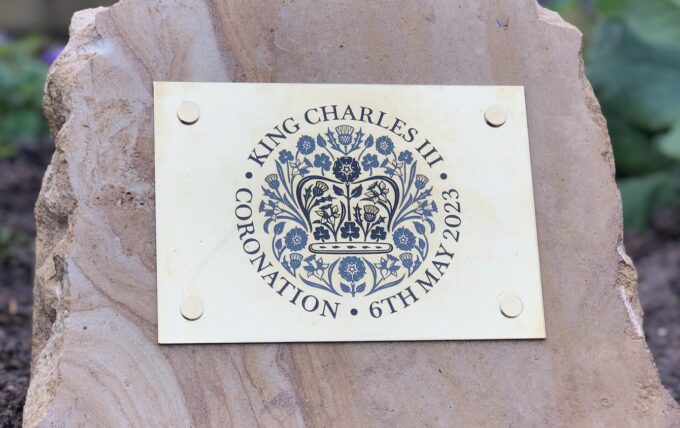 • KING CHARLES III •
CORONATION • 6TH MAY 2023